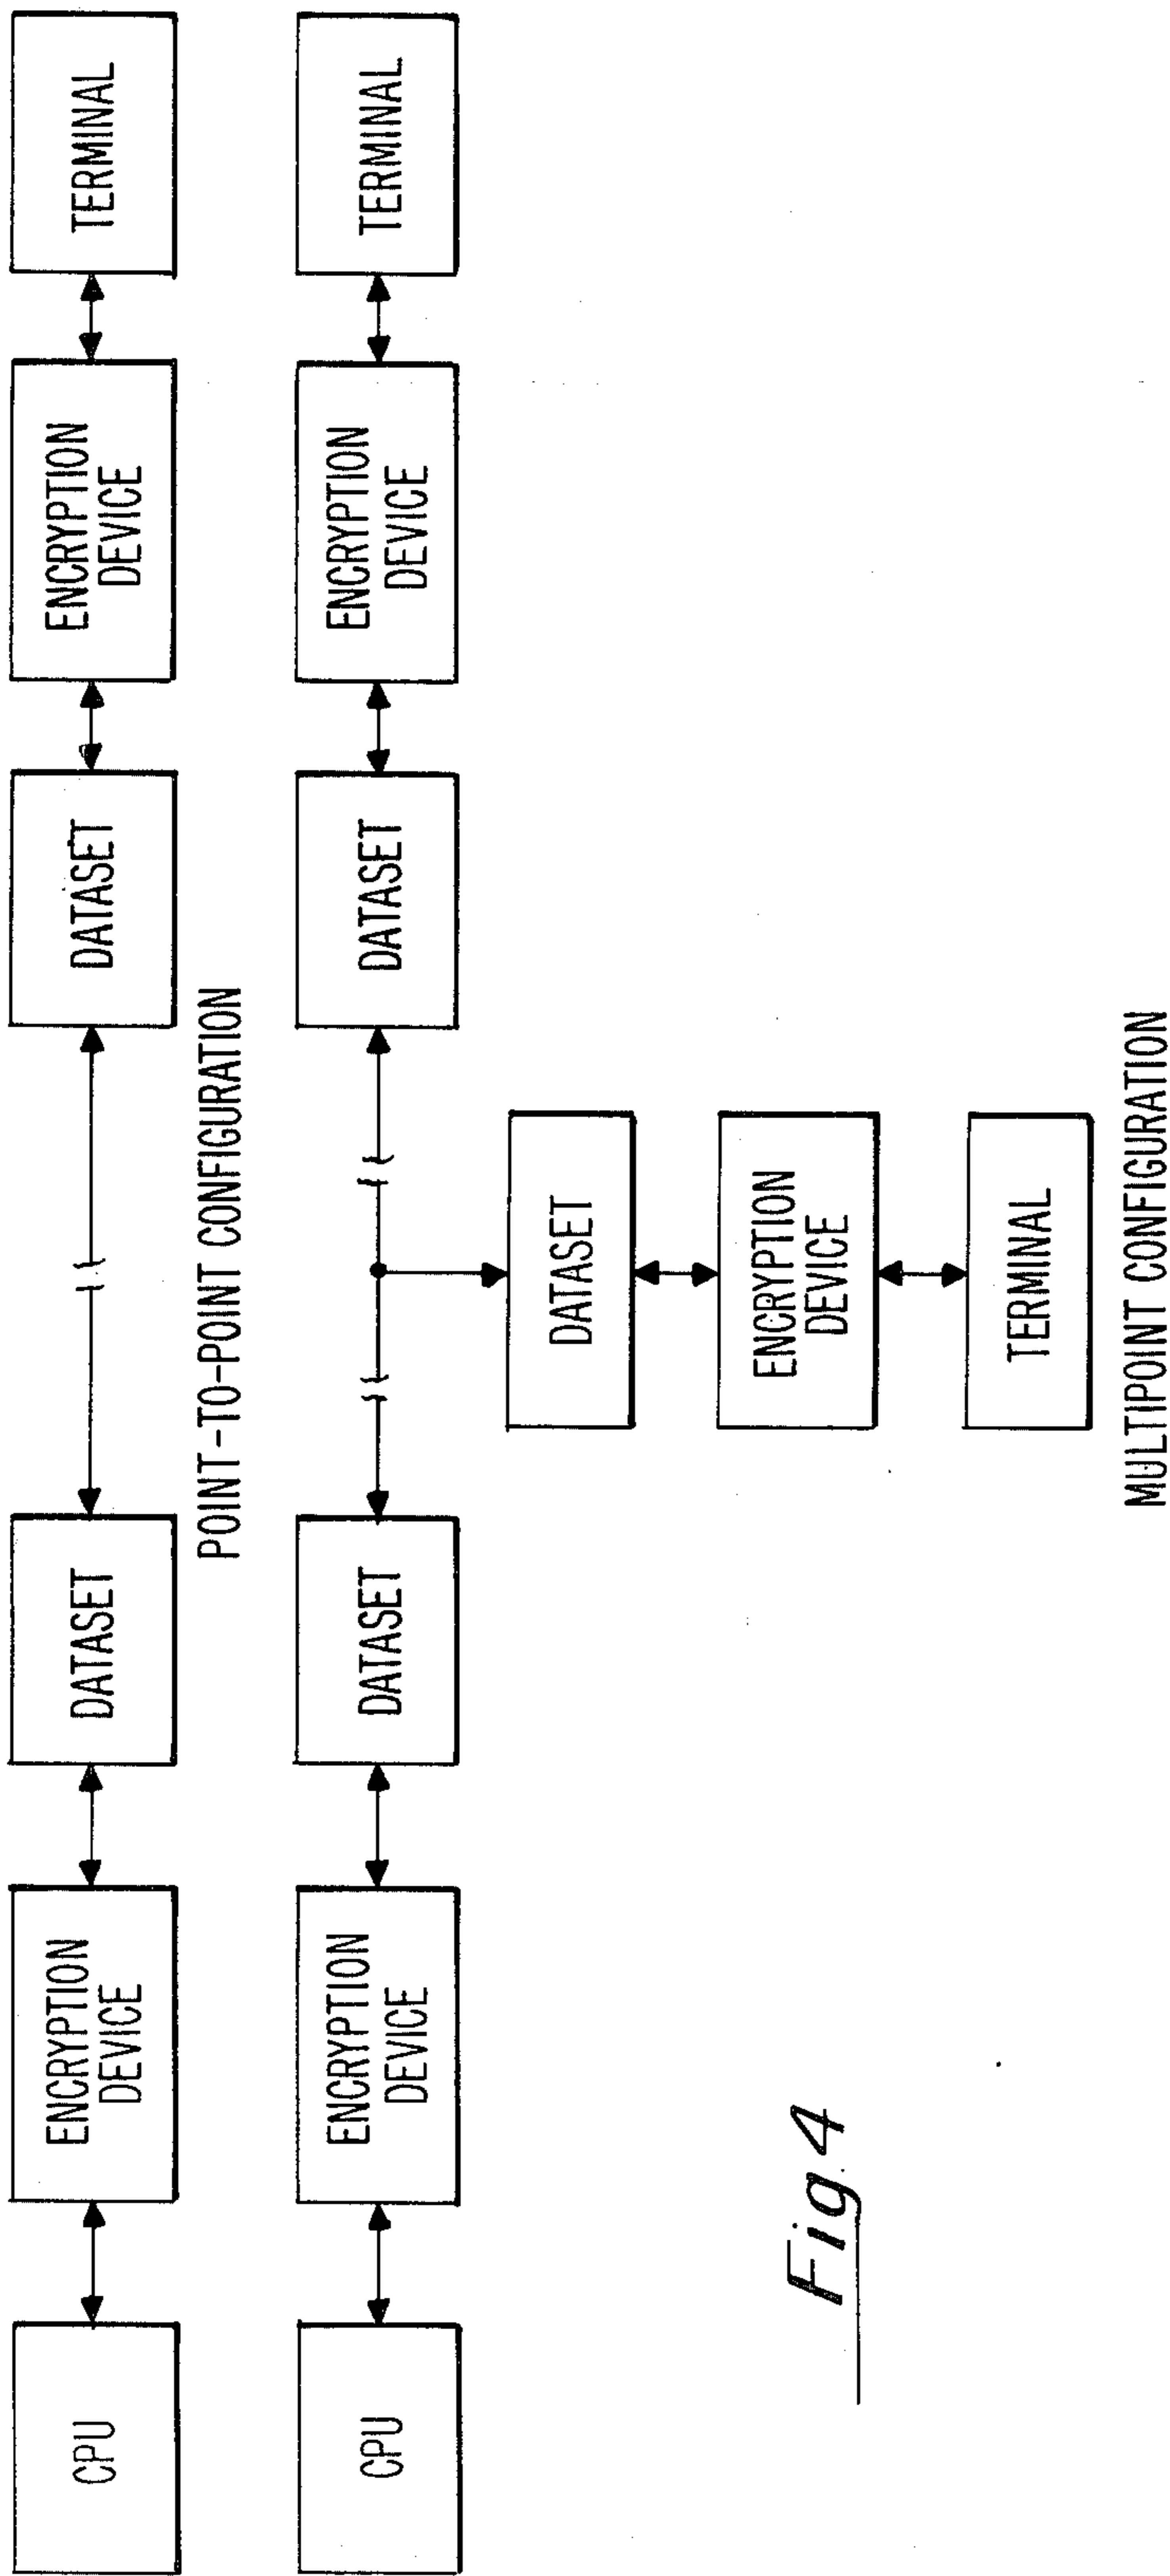 CPU
ENCRYPTION
DEVICE
DATASET
DATASET
ENCRYPTION
DEVICE
TERMINAL
POINT-TO-POINT CONFIGURATION
CPU
ENCRYPTION
DEVICE
DATASET
DATASET
ENCRYPTION
DEVICE
TERMINAL
DATASET
ENCRYPTION
DEVICE
TERMINAL
MULTIPOINT CONFIGURATION
Fig. 4